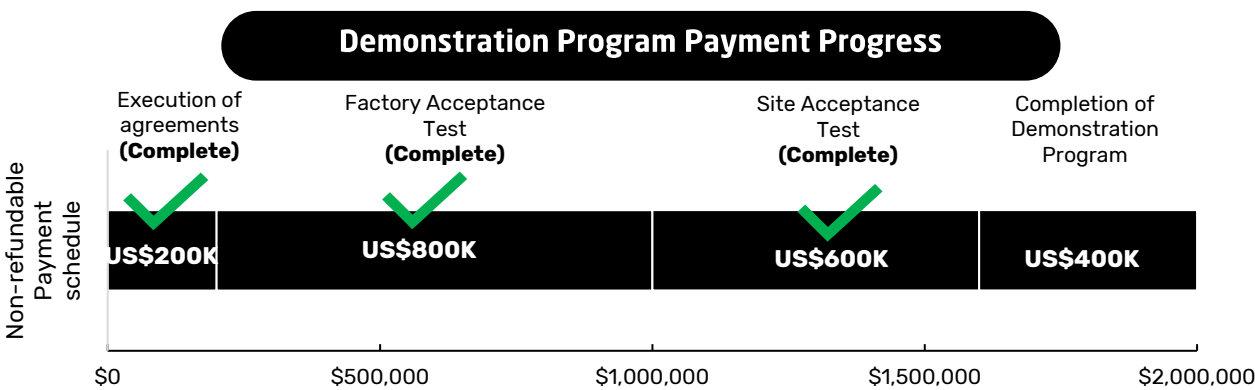 Demonstration Program Payment Progress
Execution of
agreements
(Complete)
Factory Acceptance
Test
(Complete)
Site Acceptance
Test
(Complete)
Completion of
Demonstration
Program
Non-refundable
Payment
schedule
US$200K
US$800K
US$600K
US$400K
$0
$500,000
$1,000,000
$1,500,000
$2,000,000